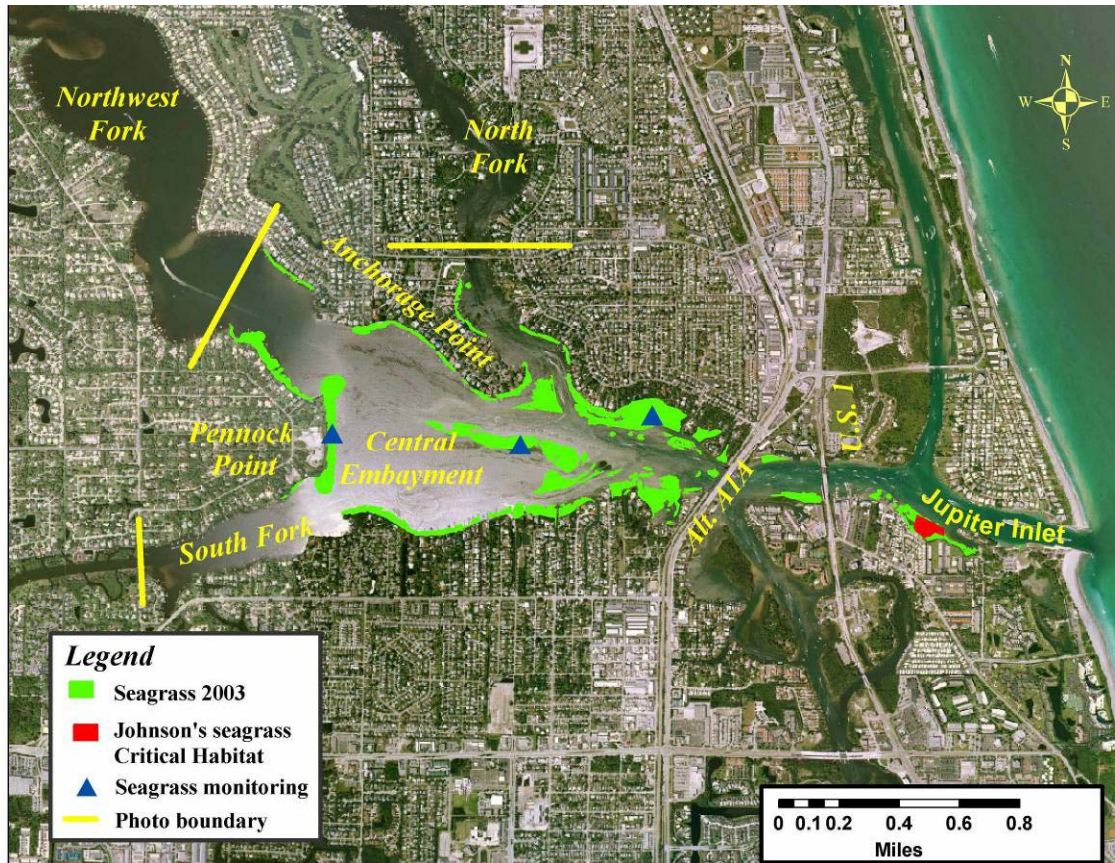 Northwest
Fork
North
Fork
N
W E
S
Anchorage Point
Pennock
Point
Central
Embayment
South Fork
Alt. A1A
U.S. 1
Jupiter Inlet
Legend
Seagrass 2003
Johnson's seagrass
Critical Habitat
Seagrass monitoring
Photo boundary
0 0.1 0.2 0.4 0.6 0.8
Miles